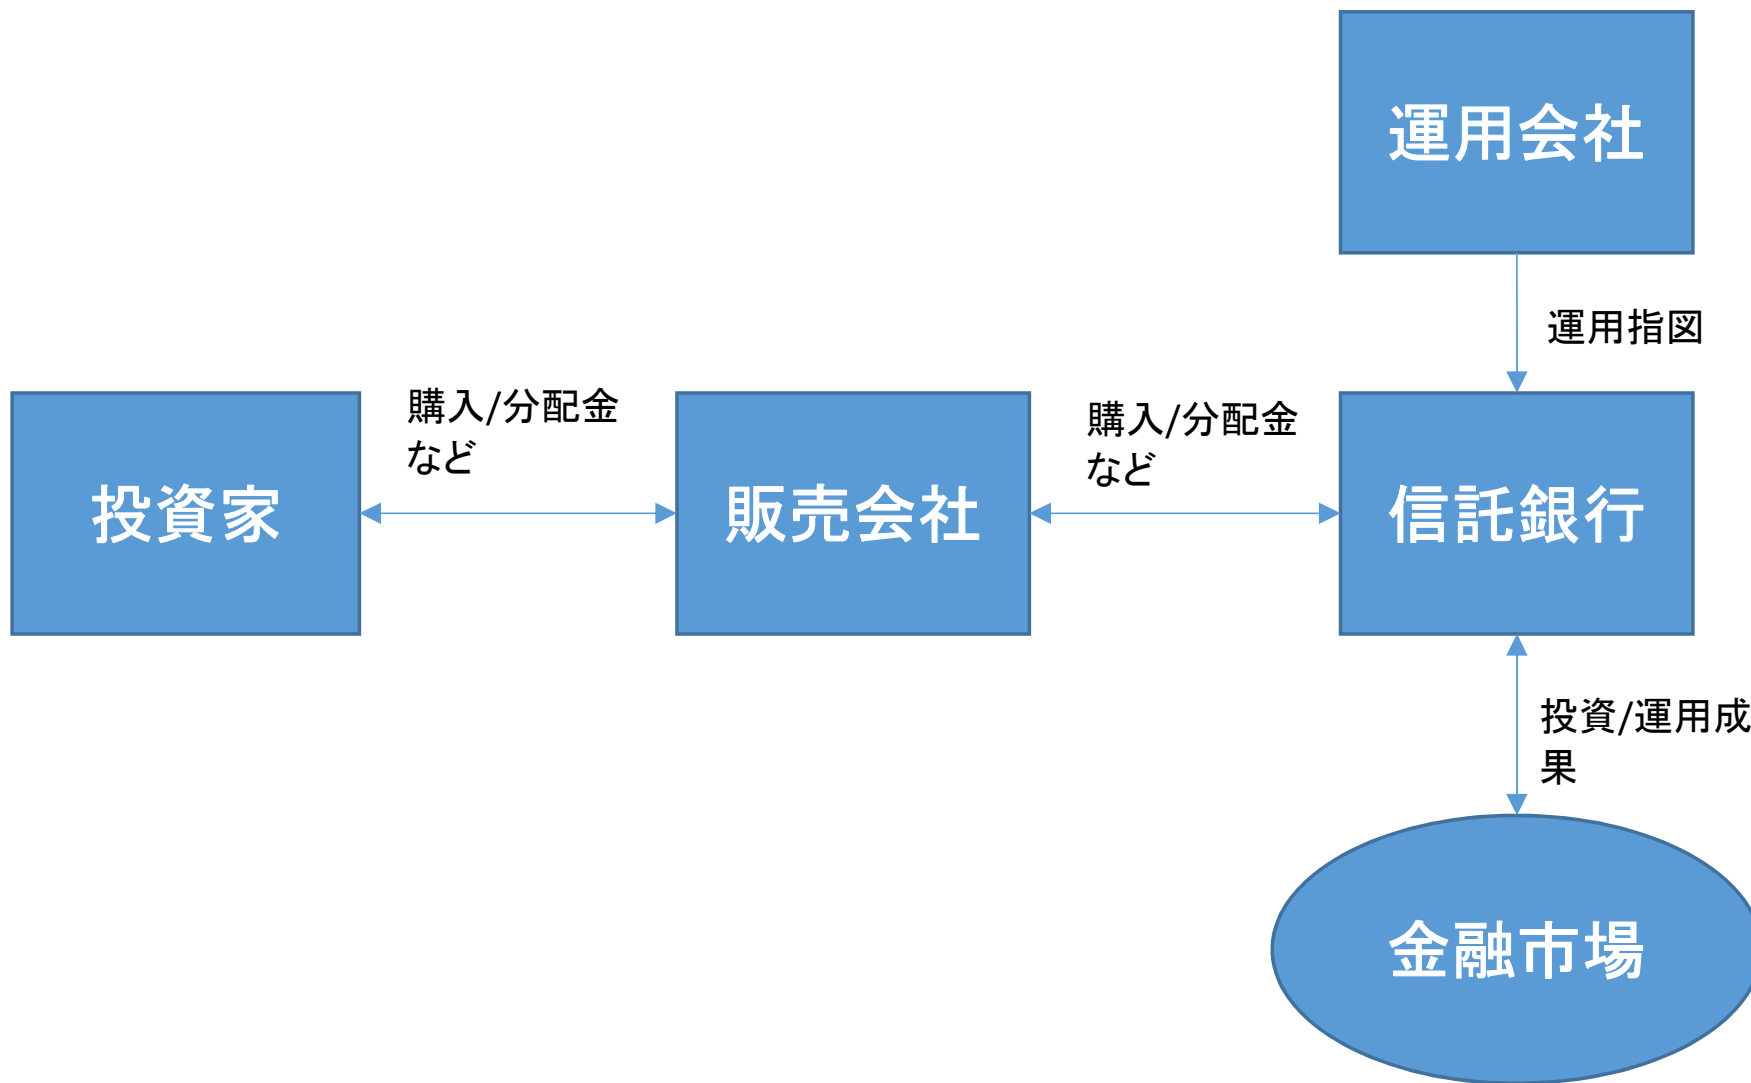 運用会社
運用指図
購入/分配金
など
購入/分配金
など
投資家
販売会社
信託銀行
投資/運用成
果
金融市場